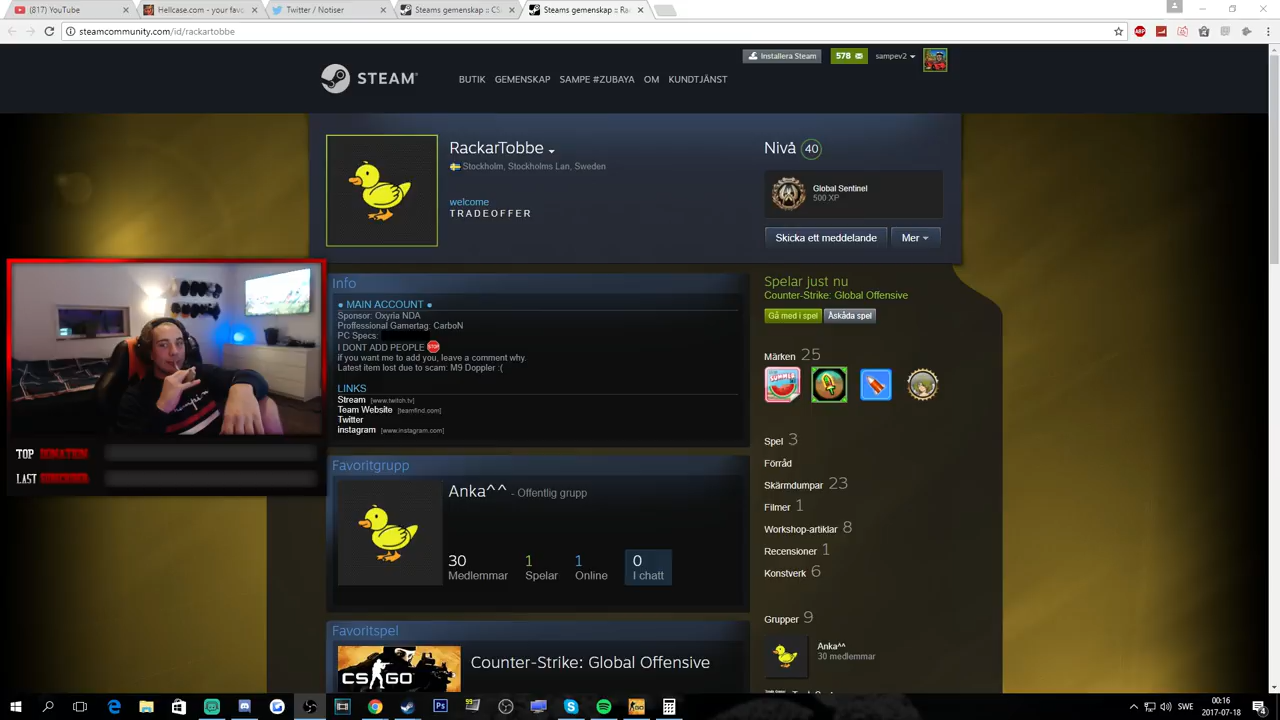 (817) YouTube
Hellcase.com - your favo
Twitter / Notiser
Steams gemenskap :: CS
Steams gemenskap :: Ra
steamcommunity.com/id/rackartobbe
Installera Steam
578
sampev2
STEAM
BUTIK GEMENSKAP SAMPE #ZUBAYA OM KUNDTJÄNST
RackarTobbe
Stockholm, Stockholms Lan, Sweden
welcome
TRADEOFFER
Nivå 40
Global Sentinel
500 XP
Skicka ett meddelande
Mer
Info
● MAIN ACCOUNT ●
Sponsor: Oxyria NDA
Proffessional Gamertag: CarboN
PC Specs:
I DONT ADD PEOPLE
if you want me to add you, leave a comment why.
Latest item lost due to scam: M9 Doppler :(
LINKS
Stream [www.twitch.tv]
Team Website [teamfind.com]
Twitter
instagram [www.instagram.com]
Spelar just nu
Counter-Strike: Global Offensive
Gå med i spel
Åskåda spel
Märken 25
Spel 3
Förråd
Skärmdumpar 23
Filmer 1
Workshop-artiklar 8
Recensioner 1
Konstverk 6
Grupper 9
Anka^^
30 medlemmar
TOP DONATION
LAST
Favoritgrupp
Anka^^ - Offentlig grupp
30 Medlemmar
1 Spelar
1 Online
0 I chatt
Favoritspel
CS:GO
Counter-Strike: Global Offensive
SWE
00:16
2017-07-18